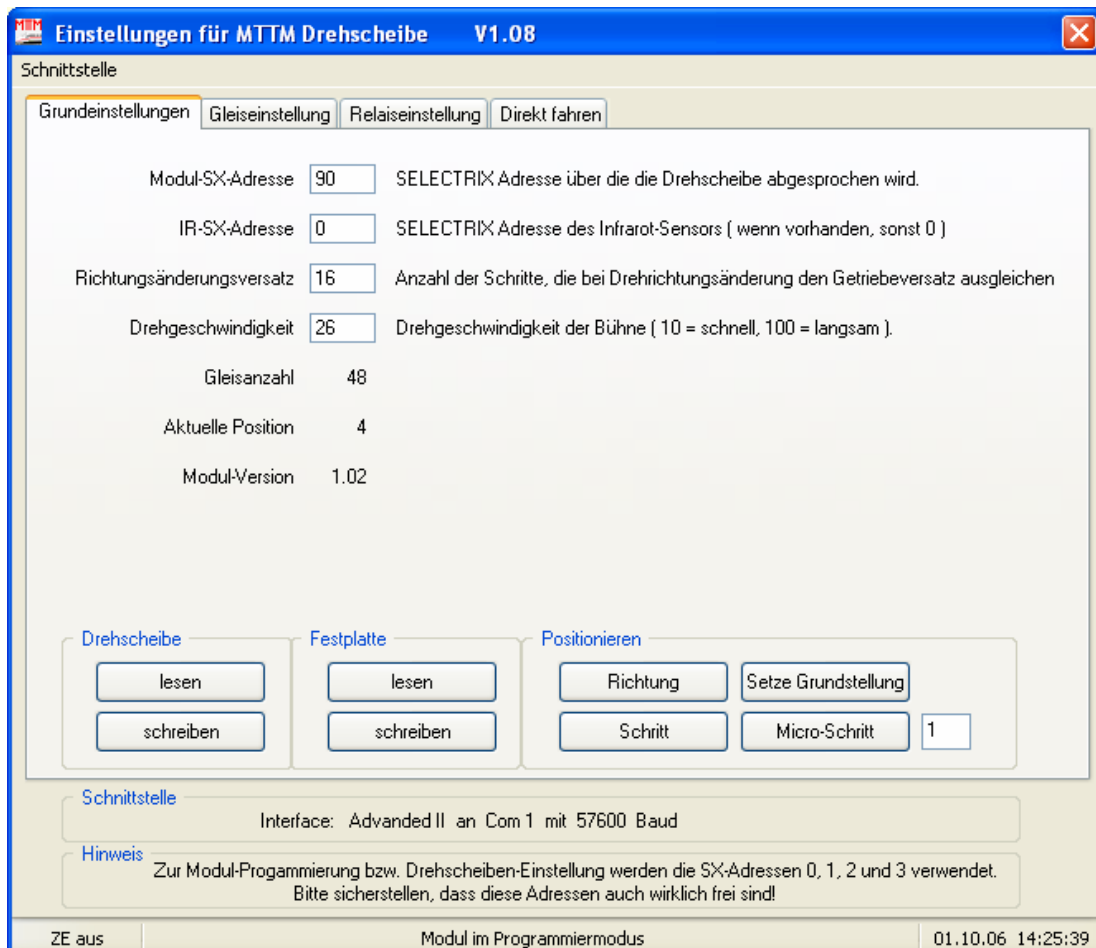 MTTM Einstellungen für MTTM Drehscheibe V1.08
Schnittstelle
Grundeinstellungen Gleiseinstellung Relaiseinstellung Direkt fahren
Modul-SX-Adresse 90 SELECTRIX Adresse über die die Drehscheibe abgesprochen wird.
IR-SX-Adresse 0 SELECTRIX Adresse des Infrarot-Sensors ( wenn vorhanden, sonst 0 )
Richtungsänderungsversatz 16 Anzahl der Schritte, die bei Drehrichtungsänderung den Getriebeversatz ausgleichen
Drehgeschwindigkeit 26 Drehgeschwindigkeit der Bühne ( 10 = schnell, 100 = langsam ).
Gleisanzahl 48
Aktuelle Position 4
Modul-Version 1.02
Drehscheibe Festplatte Positionieren
lesen lesen Richtung Setze Grundstellung
schreiben schreiben Schritt Micro-Schritt 1
Schnittstelle
Interface: Advanded II an Com 1 mit 57600 Baud
Hinweis
Zur Modul-Progammierung bzw. Drehscheiben-Einstellung werden die SX-Adressen 0, 1, 2 und 3 verwendet.
Bitte sicherstellen, dass diese Adressen auch wirklich frei sind!
ZE aus Modul im Programmiermodus 01.10.06 14:25:39